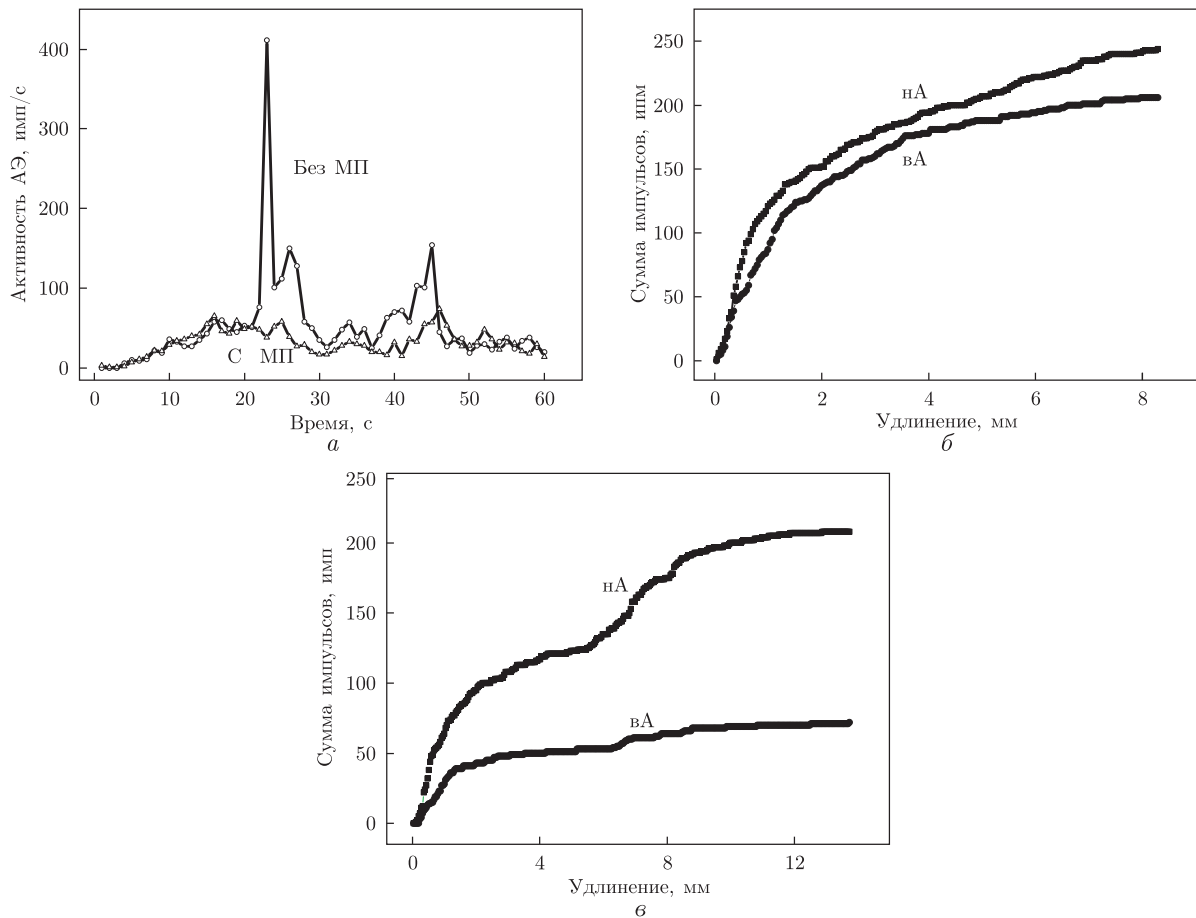 400
300
200
100
0
Активность АЭ, имп/с
Без МП
С МП
0 10 20 30 40 50 60
Время, с
а
250
200
150
100
50
0
Сумма импульсов, ипм
нА
вА
0 2 4 6 8
Удлинение, мм
б
250
200
150
100
50
0
Сумма импульсов, имп
нА
вА
0 4 8 12
Удлинение, мм
в